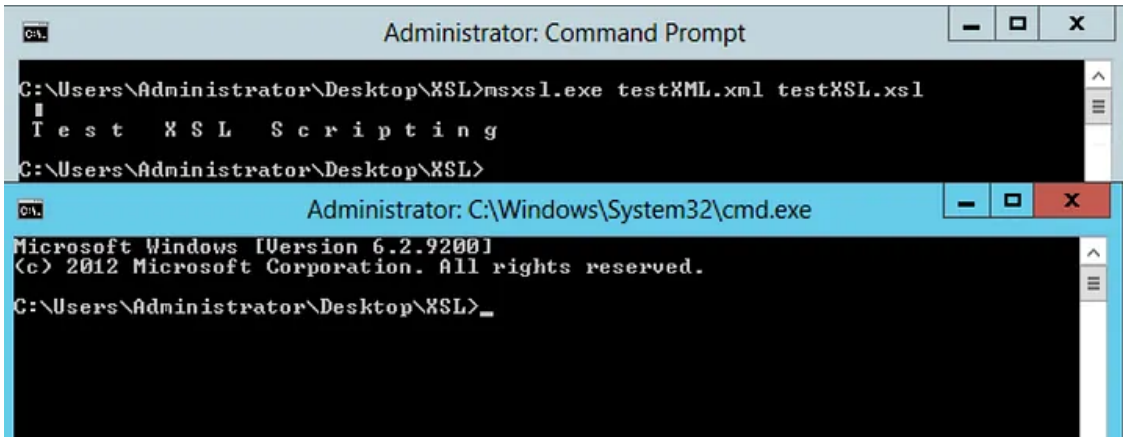 Administrator: Command Prompt
C:\Users\Administrator\Desktop\XSL>msxsl.exe testXML.xml testXSL.xsl
T e s t   X S L   S c r i p t i n g
C:\Users\Administrator\Desktop\XSL>
Administrator: C:\Windows\System32\cmd.exe
Microsoft Windows [Version 6.2.9200]
(c) 2012 Microsoft Corporation. All rights reserved.
C:\Users\Administrator\Desktop\XSL>_